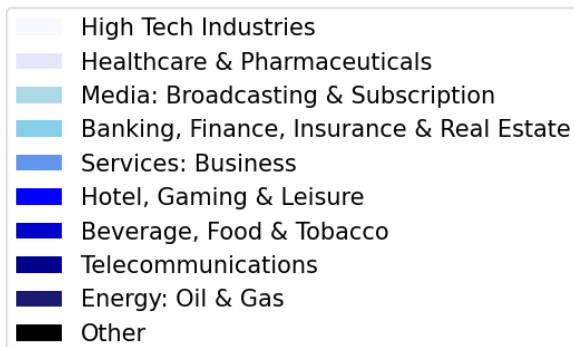 High Tech Industries
Healthcare & Pharmaceuticals
Media: Broadcasting & Subscription
Banking, Finance, Insurance & Real Estate
Services: Business
Hotel, Gaming & Leisure
Beverage, Food & Tobacco
Telecommunications
Energy: Oil & Gas
Other